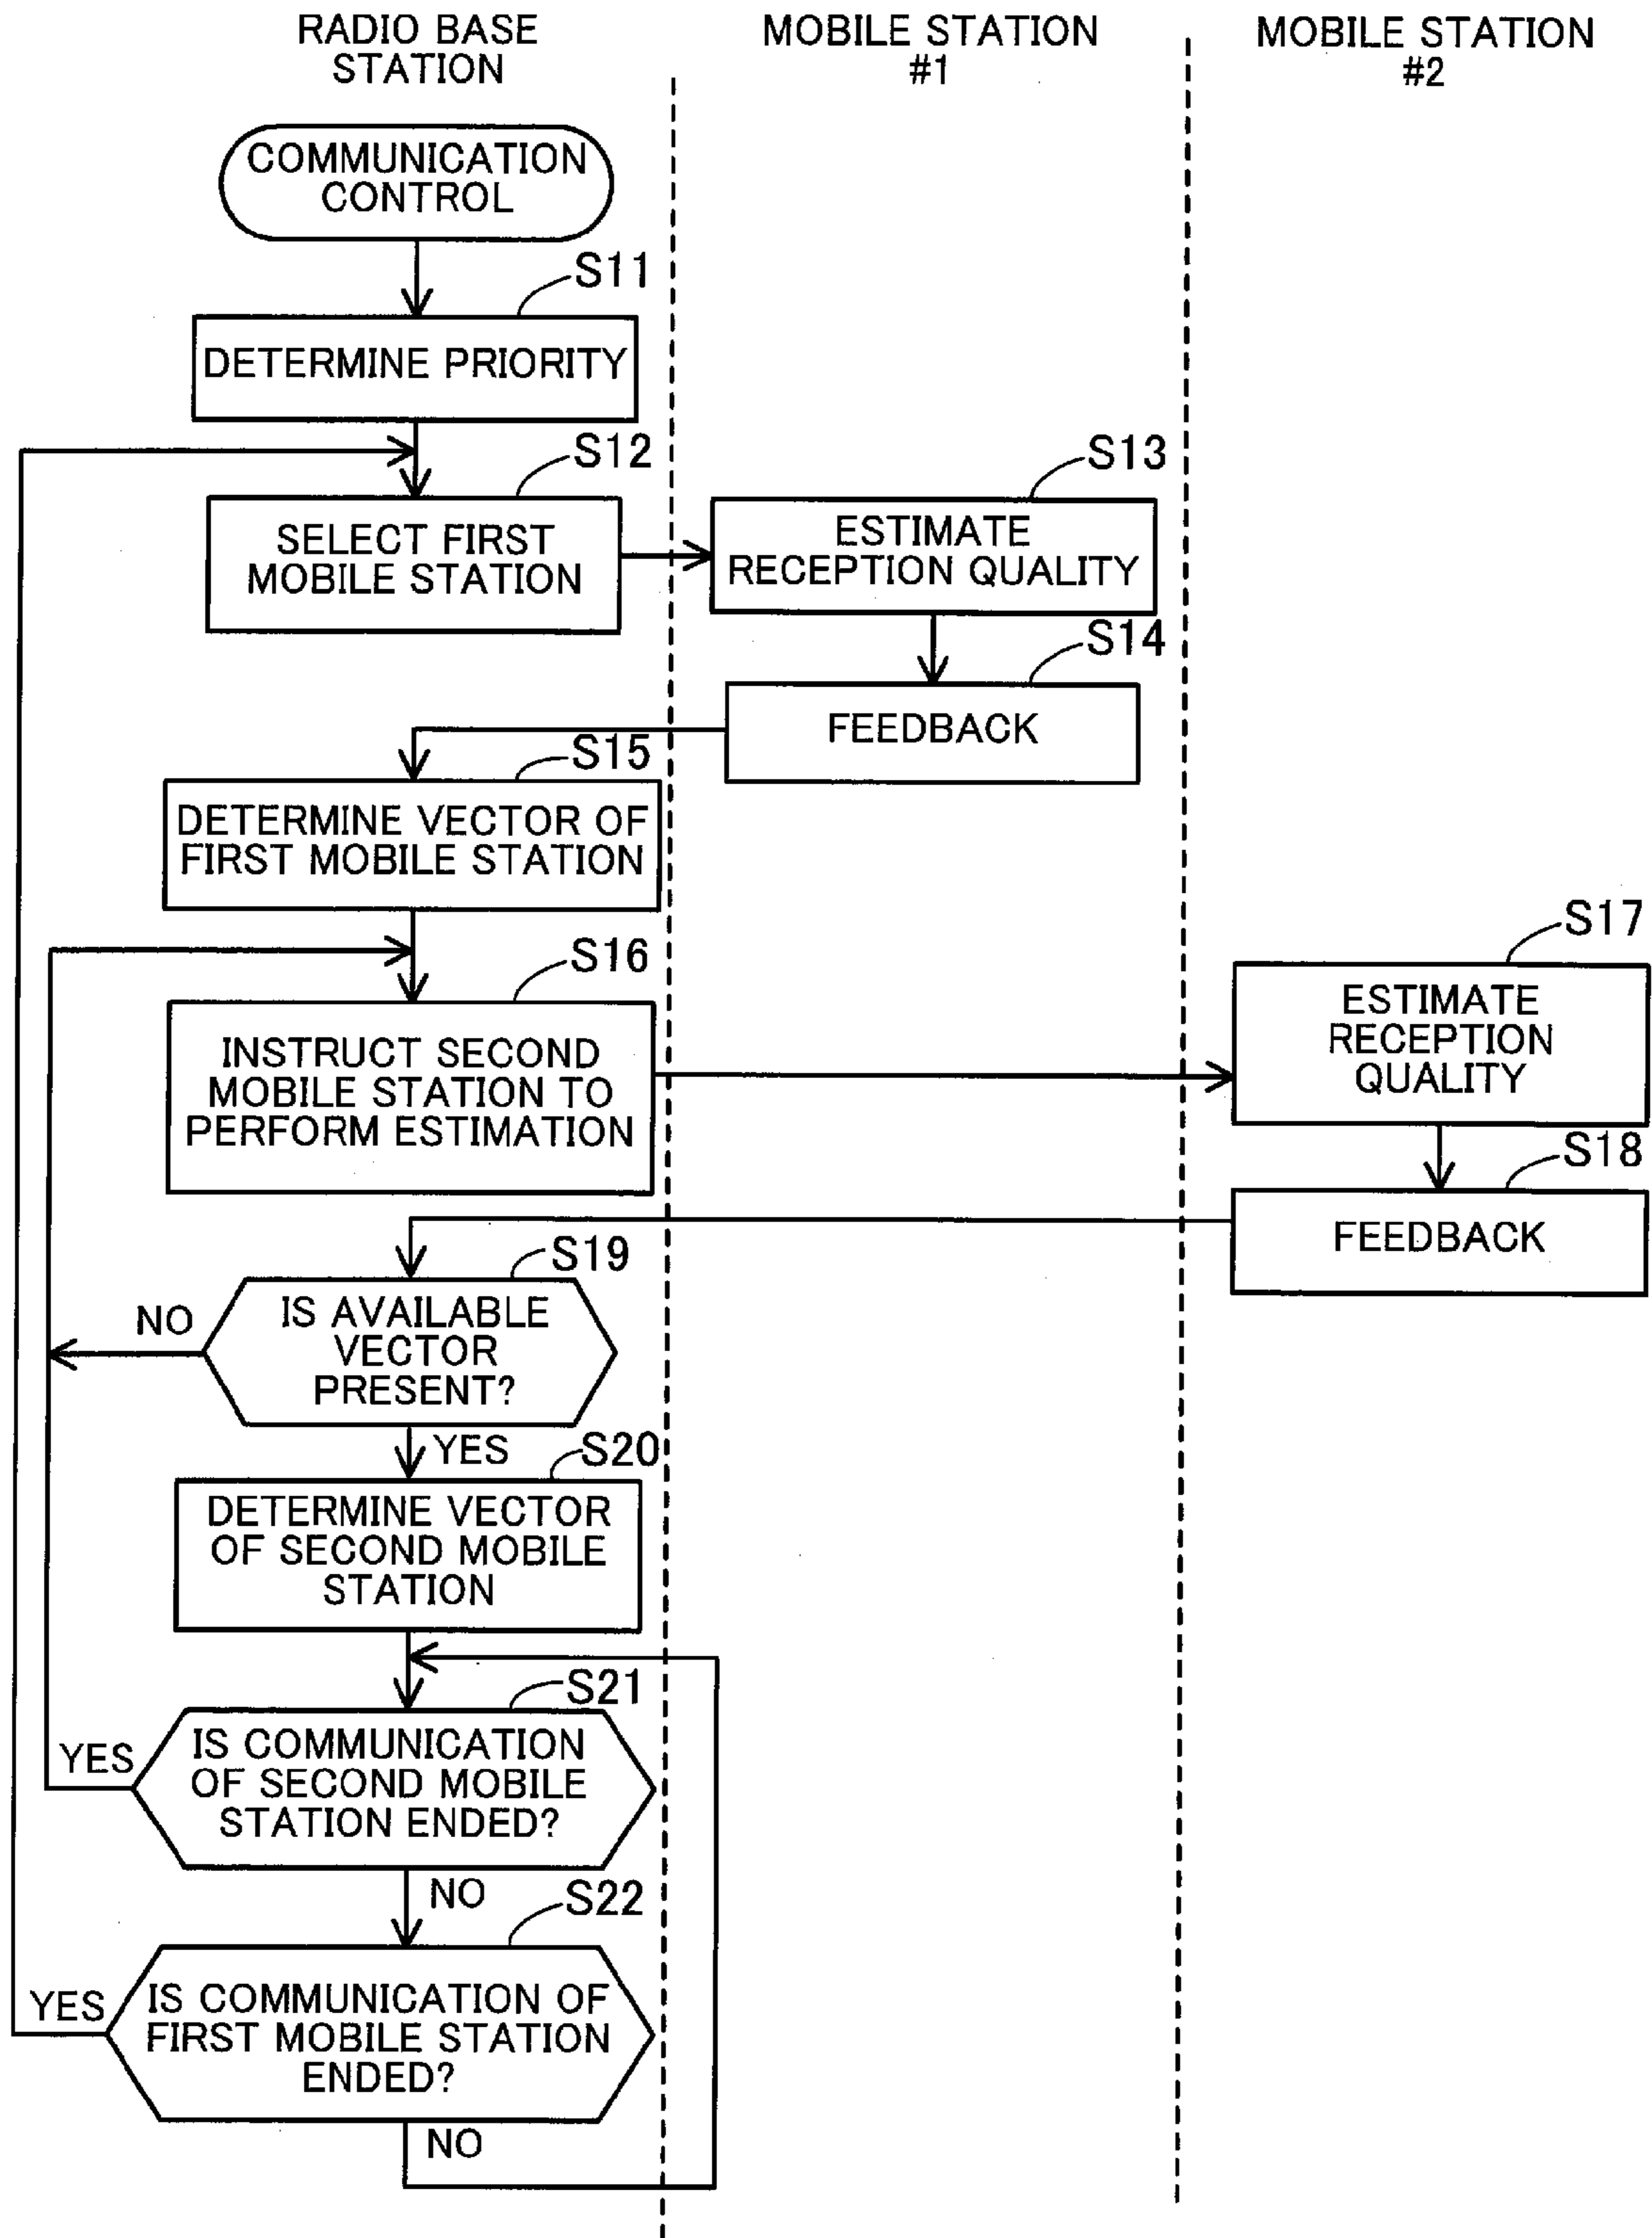 RADIO BASE
STATION
MOBILE STATION
#1
MOBILE STATION
#2
COMMUNICATION
CONTROL
S11
DETERMINE PRIORITY
S12
SELECT FIRST
MOBILE STATION
S13
ESTIMATE
RECEPTION QUALITY
S14
FEEDBACK
S15
DETERMINE VECTOR OF
FIRST MOBILE STATION
S16
INSTRUCT SECOND
MOBILE STATION TO
PERFORM ESTIMATION
S17
ESTIMATE
RECEPTION
QUALITY
S18
FEEDBACK
S19
IS AVAILABLE
VECTOR
PRESENT?
NO
YES
S20
DETERMINE VECTOR
OF SECOND MOBILE
STATION
S21
IS COMMUNICATION
OF SECOND MOBILE
STATION ENDED?
YES
NO
S22
IS COMMUNICATION OF
FIRST MOBILE STATION
ENDED?
YES
NO